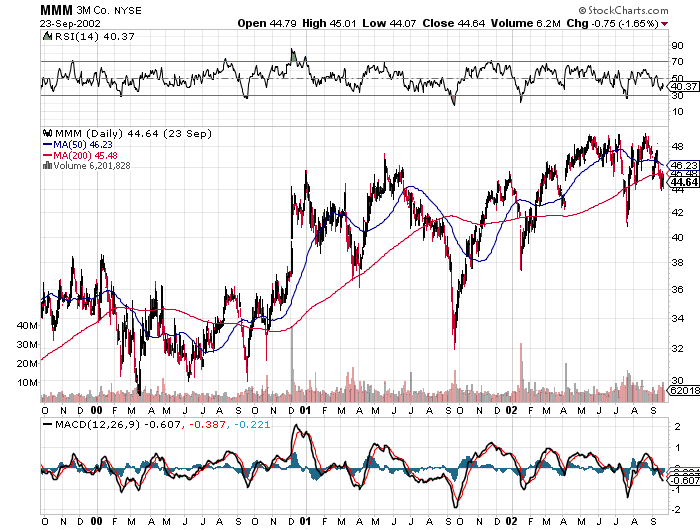 MMM 3M Co. NYSE
© StockCharts.com
23-Sep-2002
Open 44.79 High 45.01 Low 44.07 Close 44.64 Volume 6.2M Chg -0.75 (-1.65%)
RSI(14) 40.37
90
70
50
40.37
30
10
MMM (Daily) 44.64 (23 Sep)
MA(50) 46.23
MA(200) 45.48
Volume 6,201,828
48
46.23
44.64
44
42
40
38
36
34
32
30
40M
30M
20M
10M
62018
O N D 00 F M A M J J A S O N D 01 F M A M J J A S O N D 02 F M A M J J A S
MACD(12,26,9) -0.607, -0.387, -0.221
2
1
0
-0.607
-1
-2
O N D 00 F M A M J J A S O N D 01 F M A M J J A S O N D 02 F M A M J J A S